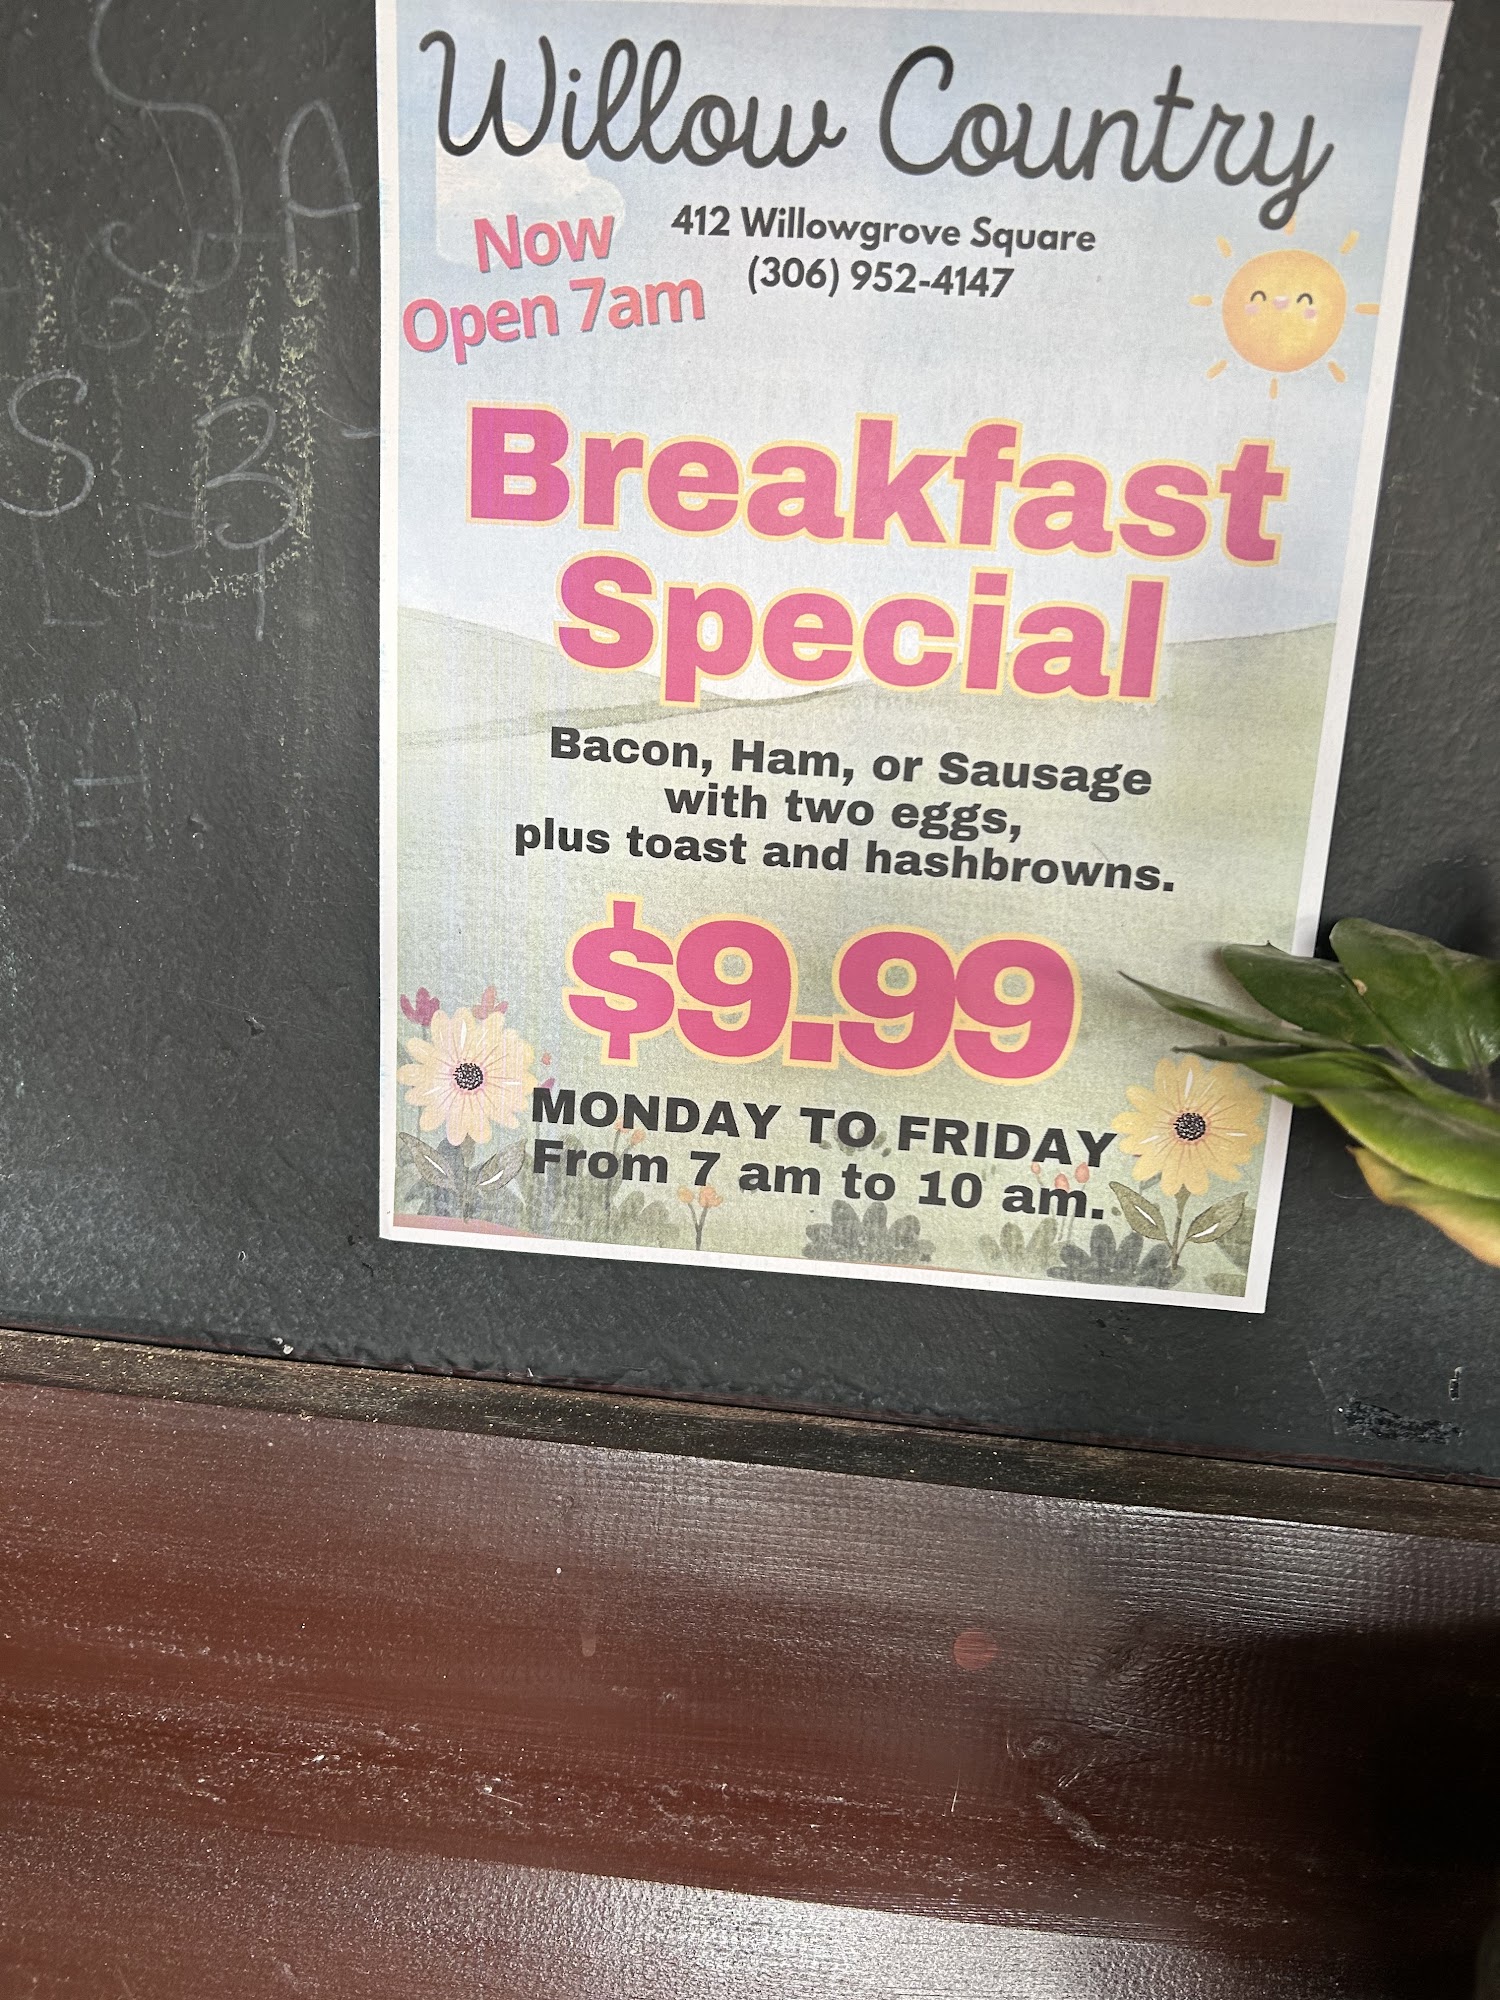 Willow Country
412 Willowgrove Square
(306) 952-4147
Now
Open 7am
Breakfast
Special
Bacon, Ham, or Sausage
with two eggs,
plus toast and hashbrowns.
$9.99
MONDAY TO FRIDAY
From 7 am to 10 am.